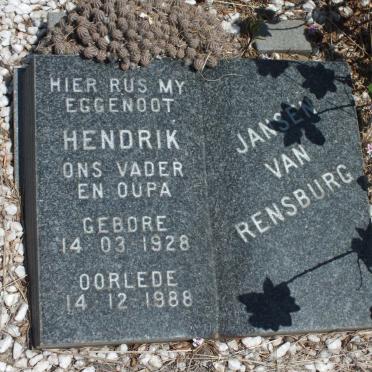 HIER RUS MY
EGGENOOT
HENDRIK
ONS VADER
EN OUPA
GEBORE
14 03 1928
OORLEDE
14 12 1988
JANSEN
VAN
RENSBURG